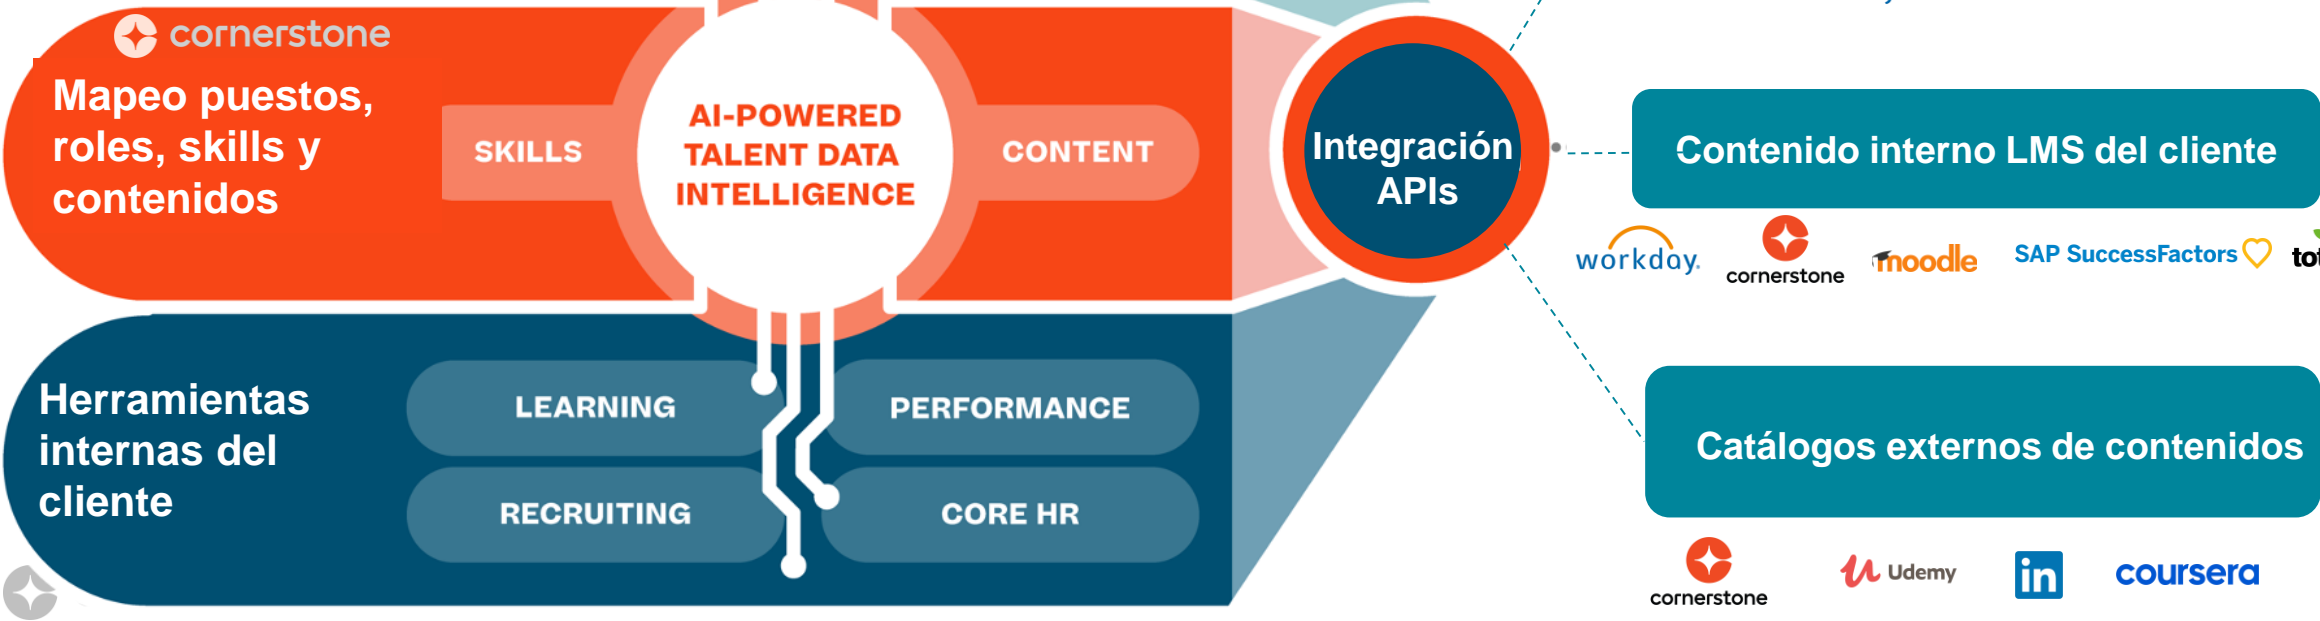 cornerstone
Mapeo puestos,
roles, skills y
contenidos
SKILLS
AI-POWERED
TALENT DATA
INTELLIGENCE
CONTENT
Integración
APIs
Contenido interno LMS del cliente
workday.
cornerstone
moodle
SAP SuccessFactors
Herramientas
internas del
cliente
LEARNING
PERFORMANCE
RECRUITING
CORE HR
Catálogos externos de contenidos
cornerstone
Udemy
in
coursera